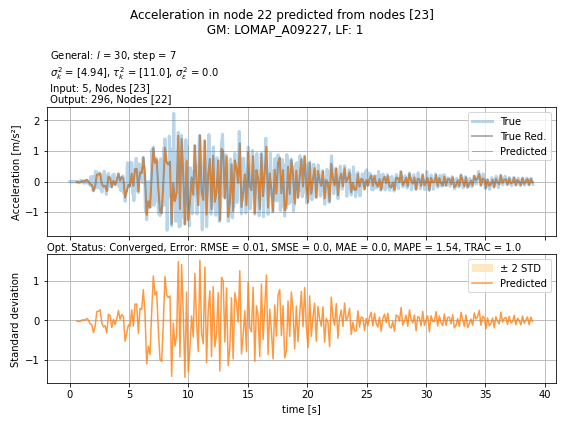 Acceleration in node 22 predicted from nodes [23]
GM: LOMAP_A09227, LF: 1
General: l = 30, step = 7
σ²ₖ = [4.94], τ²ₖ = [11.0], σ²ε = 0.0
Input: 5, Nodes [23]
Output: 296, Nodes [22]
True
True Red.
Predicted
Acceleration [m/s²]
2
1
0
−1
Opt. Status: Converged, Error: RMSE = 0.01, SMSE = 0.0, MAE = 0.0, MAPE = 1.54, TRAC = 1.0
± 2 STD
Predicted
Standard deviation
1
0
−1
0 5 10 15 20 25 30 35 40
time [s]